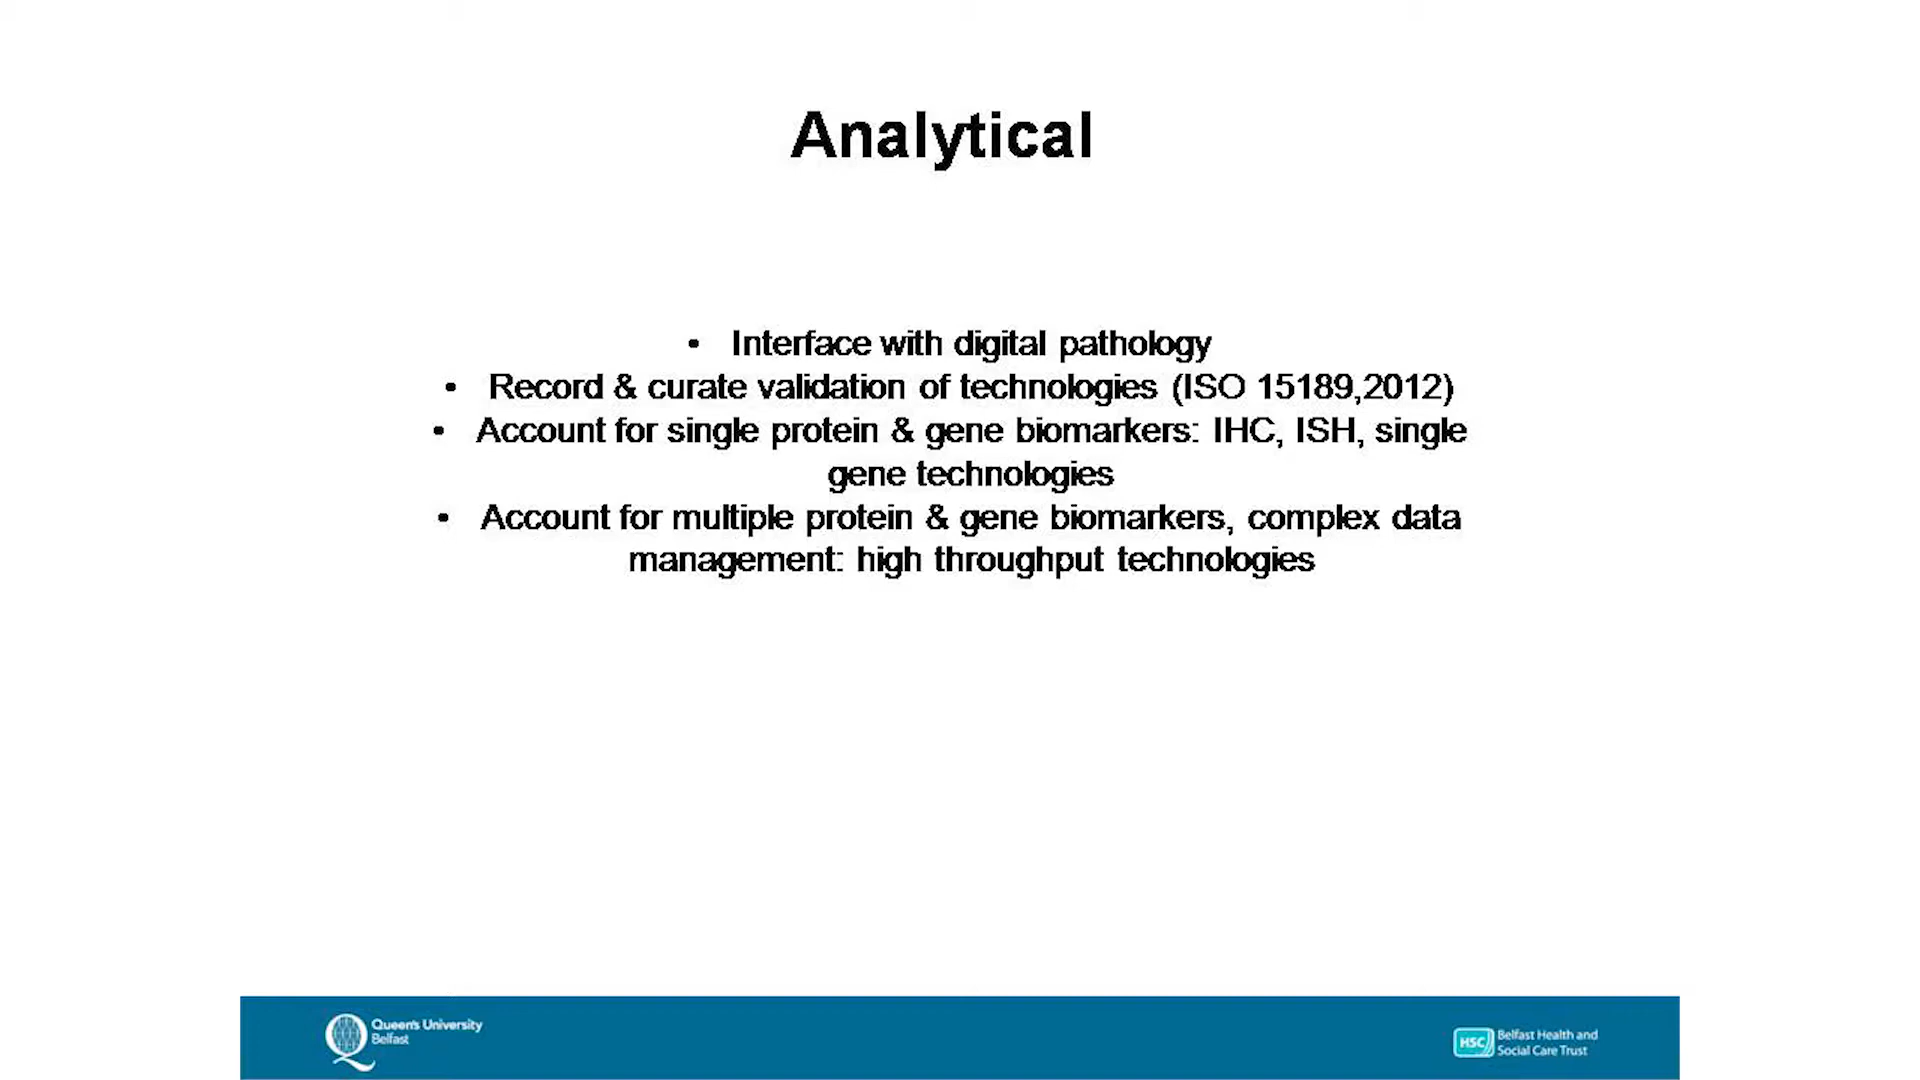 Analytical
• Interface with digital pathology
• Record & curate validation of technologies (ISO 15189,2012)
• Account for single protein & gene biomarkers: IHC, ISH, single
gene technologies
• Account for multiple protein & gene biomarkers, complex data
management: high throughput technologies
Queen's University
Belfast
HSC
Belfast Health and
Social Care Trust